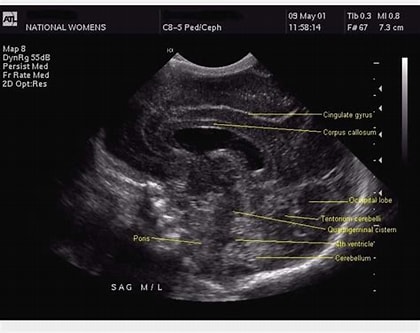 ATL
NATIONAL WOMENS
C8-5 Ped/Ceph
09 May 01
11:58:14
TIb 0.3 MI 0.8
F# 67 7.3 cm
Map 8
DynRg 55dB
Persist Med
Fr Rate Med
2D Opt:Res
Cingulate gyrus
Corpus callosum
Occipital lobe
Tentorium cerebelli
Quadrigeminal cistern
Pons
4th ventricle
Cerebellum
SAG M/L